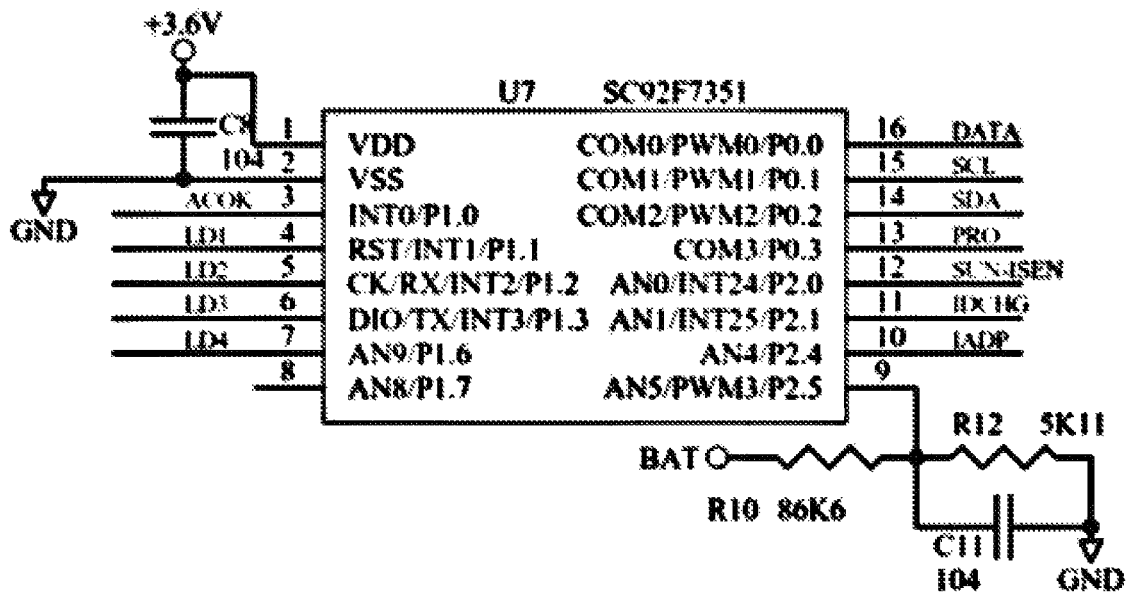 +3.6V
U7 SC92F7351
C8
104
1 VDD COM0/PWM0/P0.0 16 DATA
2 VSS COM1/PWM1/P0.1 15 SCL
GND
ACOK 3 INT0/P1.0 COM2/PWM2/P0.2 14 SDA
LD1 4 RST/INT1/P1.1 COM3/P0.3 13 PRO
LD2 5 CK/RX/INT2/P1.2 AN0/INT24/P2.0 12 SUN-ISEN
LD3 6 DIO/TX/INT3/P1.3 AN1/INT25/P2.1 11 IDCHG
LD4 7 AN9/P1.6 AN4/P2.4 10 IADP
8 AN8/P1.7 AN5/PWM3/P2.5 9
R12 5K11
BAT
R10 86K6
C11
104
GND